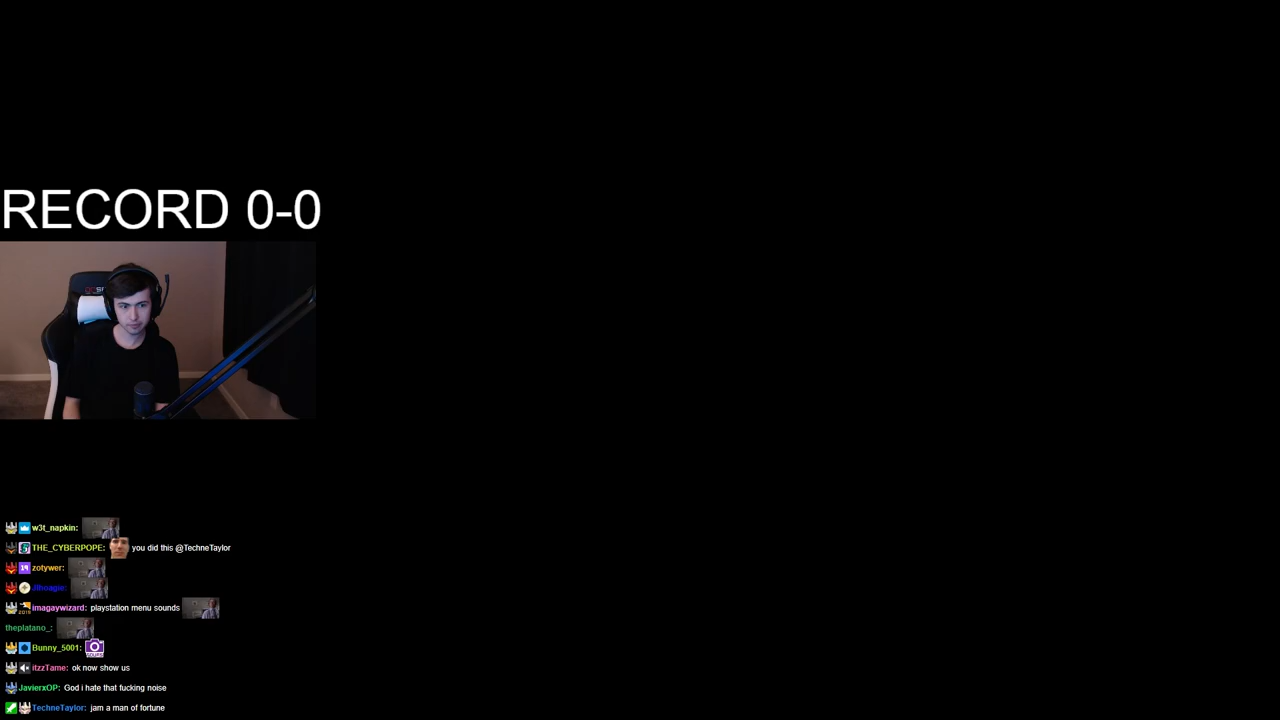 RECORD 0-0
w3t_napkin:
THE_CYBERPOPE: you did this @TechneTaylor
zotywer:
Jlhoagie:
imagaywizard: playstation menu sounds
theplatano_:
Bunny_5001:
itzzTame: ok now show us
JavierxOP: God i hate that fucking noise
TechneTaylor: jam a man of fortune